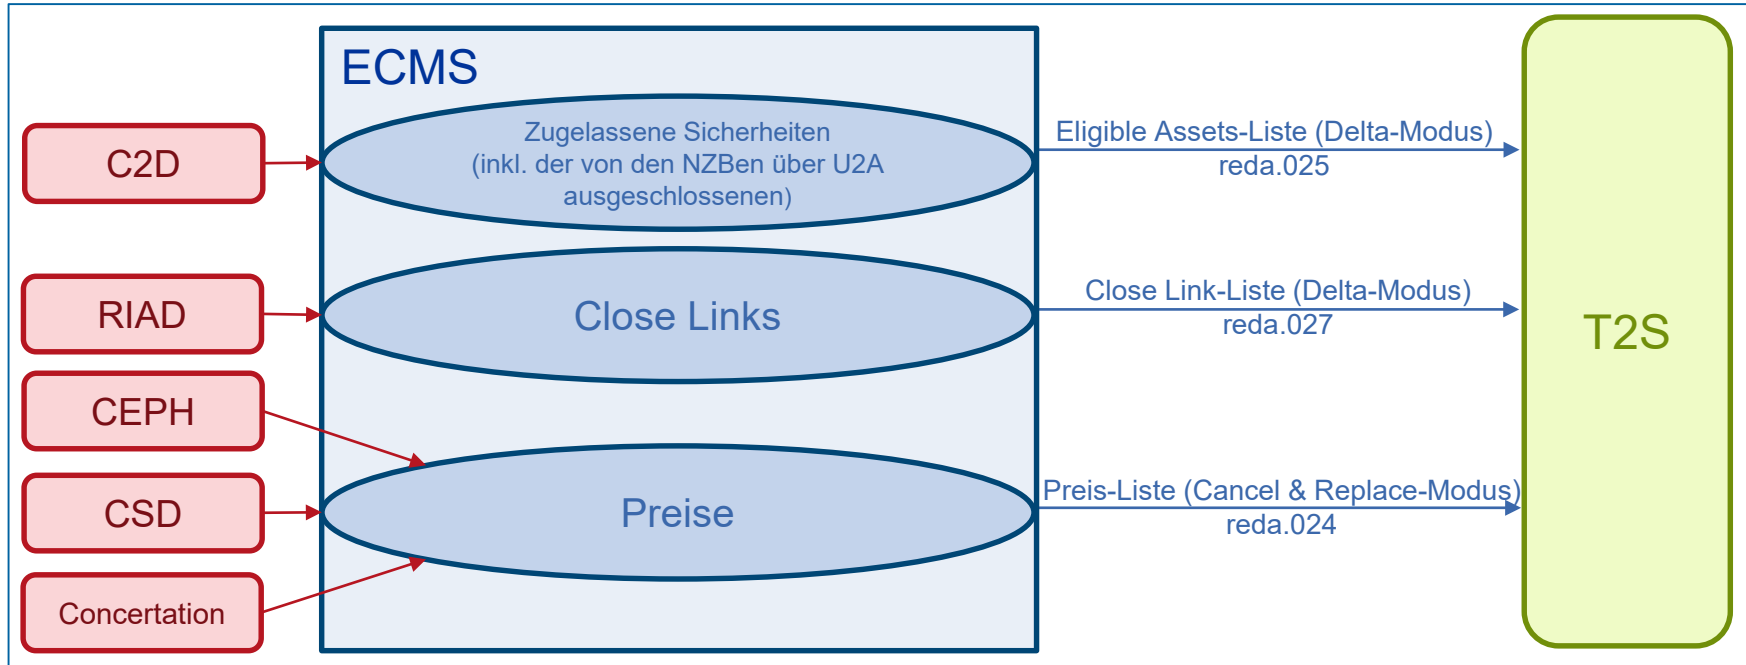 ECMS
C2D
Zugelassene Sicherheiten
(inkl. der von den NZBen über U2A
ausgeschlossenen)
Eligible Assets-Liste (Delta-Modus)
reda.025
RIAD
Close Links
Close Link-Liste (Delta-Modus)
reda.027
T2S
CEPH
CSD
Preise
Preis-Liste (Cancel & Replace-Modus)
reda.024
Concertation